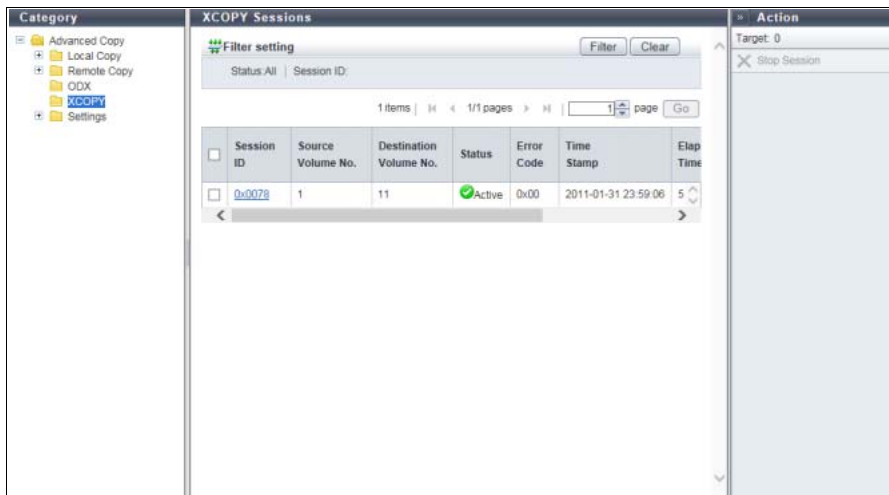 Category
Advanced Copy
Local Copy
Remote Copy
ODX
XCOPY
Settings
XCOPY Sessions
Filter setting
Filter
Clear
Status:All | Session ID:
1 items | 1/1 pages | 1 page Go
Session ID
Source Volume No.
Destination Volume No.
Status
Error Code
Time Stamp
Elap
Time
0x0078 1 11 Active 0x00 2011-01-31 23:59:06 5
» Action
Target: 0
Stop Session